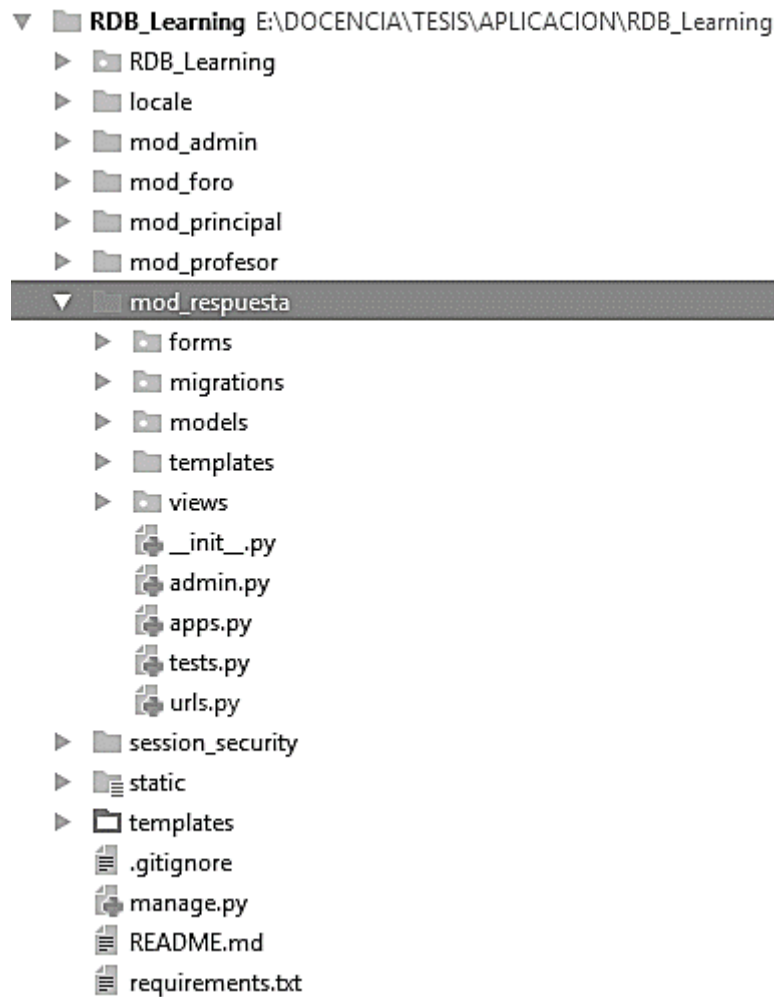 RDB_Learning E:\DOCENCIA\TESIS\APLICACION\RDB_Learning
RDB_Learning
locale
mod_admin
mod_foro
mod_principal
mod_profesor
mod_respuesta
forms
migrations
models
templates
views
__init__.py
admin.py
apps.py
tests.py
urls.py
session_security
static
templates
.gitignore
manage.py
README.md
requirements.txt